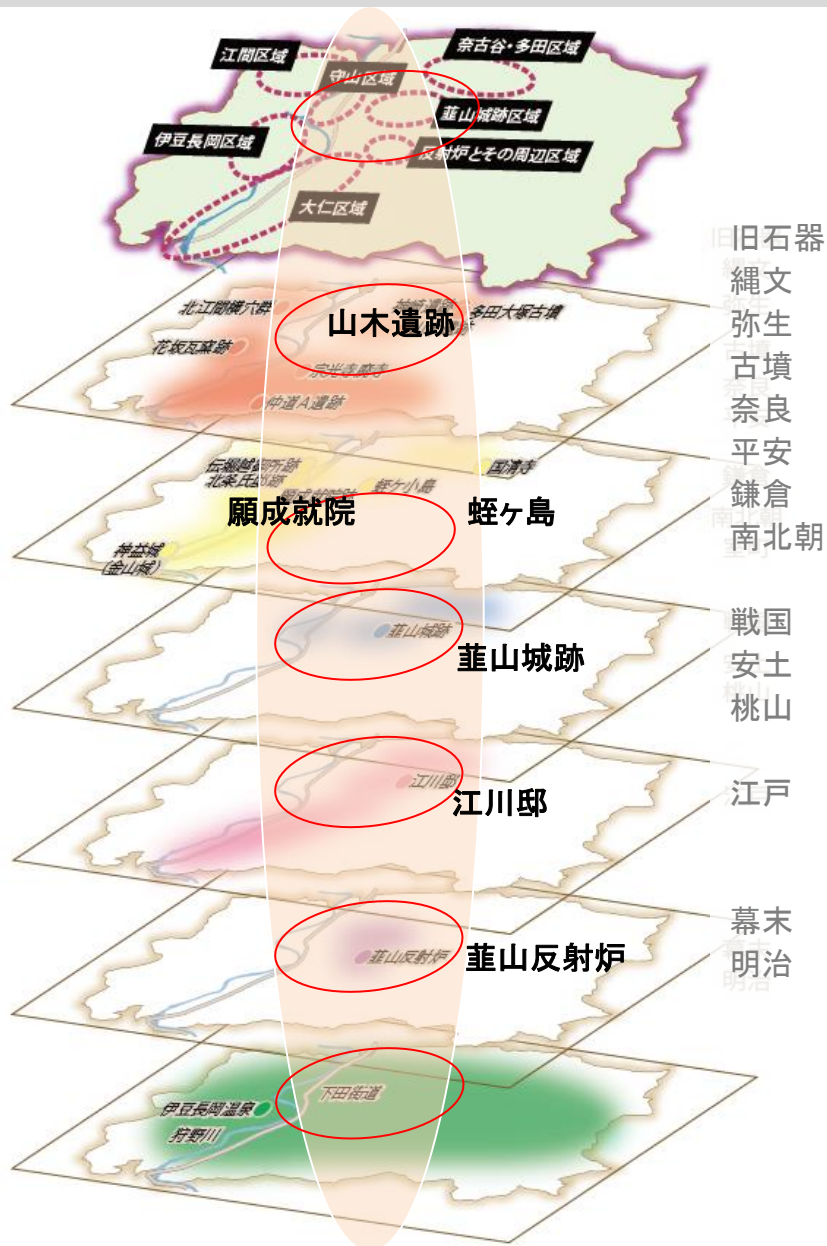 江間区域
奈古谷・多田区域
守山区域
韮山城跡区域
伊豆長岡区域
反射炉とその周辺区域
大仁区域
旧石器
縄文
弥生
古墳
奈良
平安
鎌倉
南北朝
北江間横穴群
多田大塚古墳
山木遺跡
花坂瓦窯跡
宗光寺廃寺
仲道A遺跡
伝堀越御所跡
北条氏邸跡
国清寺
蛭ケ小島
願成就院
蛭ヶ島
神益城
(金山城)
戦国
安土
桃山
韮山城跡
韮山城跡
江戸
江川邸
江川邸
幕末
明治
韮山反射炉
韮山反射炉
下田街道
伊豆長岡温泉
狩野川